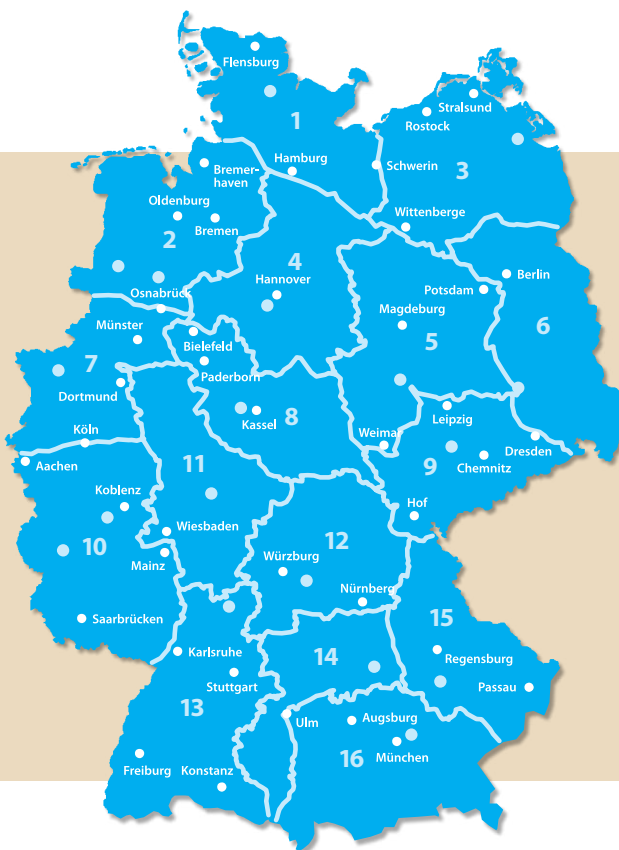 Flensburg
1
Stralsund
Rostock
Hamburg
Schwerin
3
Bremer-
haven
Oldenburg
Bremen
2
Wittenberge
4
Hannover
Osnabrück
Berlin
Potsdam
Magdeburg
5
6
Münster
7
Bielefeld
Paderborn
Dortmund
Kassel
8
Weimar
Leipzig
Dresden
Köln
Aachen
11
9
Chemnitz
Koblenz
Hof
10
Wiesbaden
Mainz
12
Würzburg
Nürnberg
Saarbrücken
15
Karlsruhe
14
Regensburg
Stuttgart
Passau
13
Ulm
Augsburg
16
München
Freiburg
Konstanz